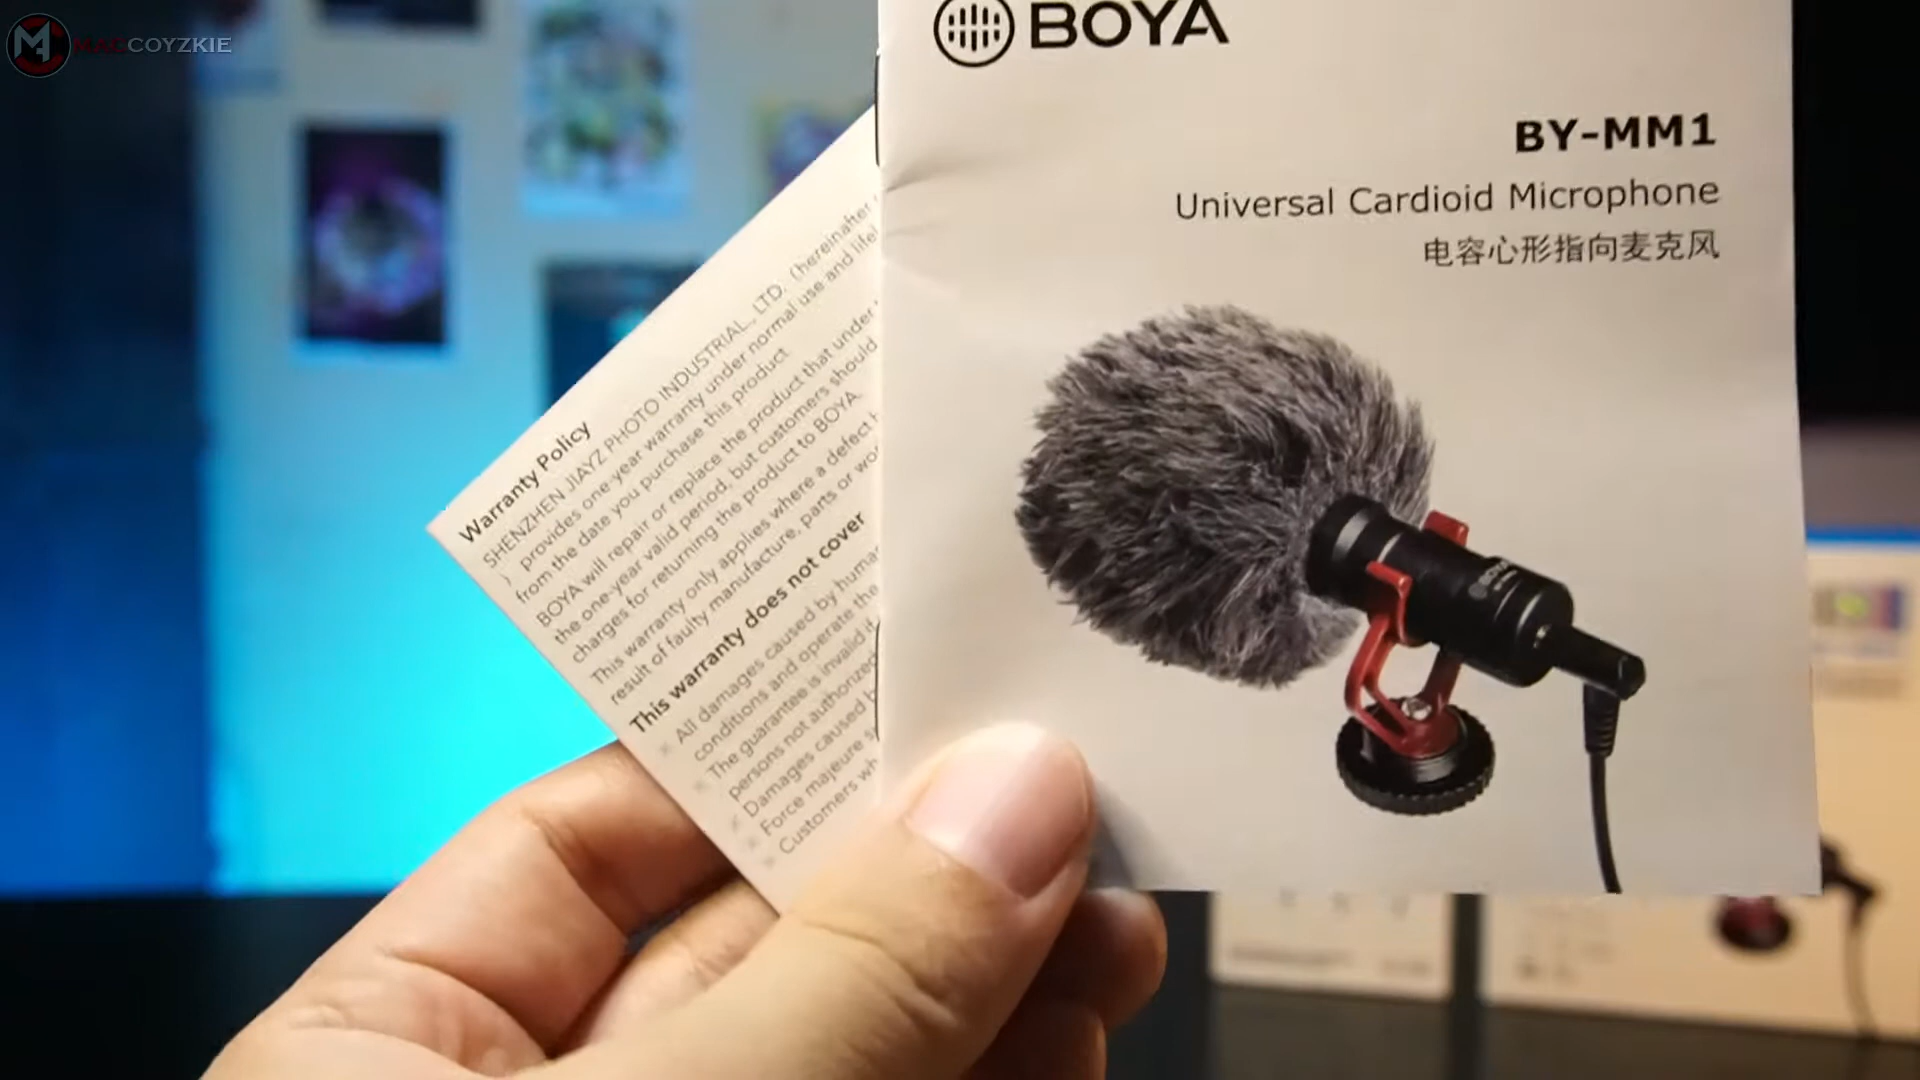 MACCOYZKIE
BOYA
BY-MM1
Universal Cardioid Microphone
电容心形指向麦克风
BOYA
Warranty Policy
SHENZHEN JIAYZ PHOTO INDUSTRIAL., LTD. (hereinafter
) provides one-year warranty under normal use and
from the date you purchase this product.
BOYA will repair or replace the product that under
the one-year valid period, but customers should
charges for returning the product to BOYA.
This warranty only applies where a defect
result of faulty manufacture, parts or
This warranty does not cover
All damages caused by
conditions and operate the
The guarantee is invalid if
persons not authorized
Damages caused
Force majeure
Customers